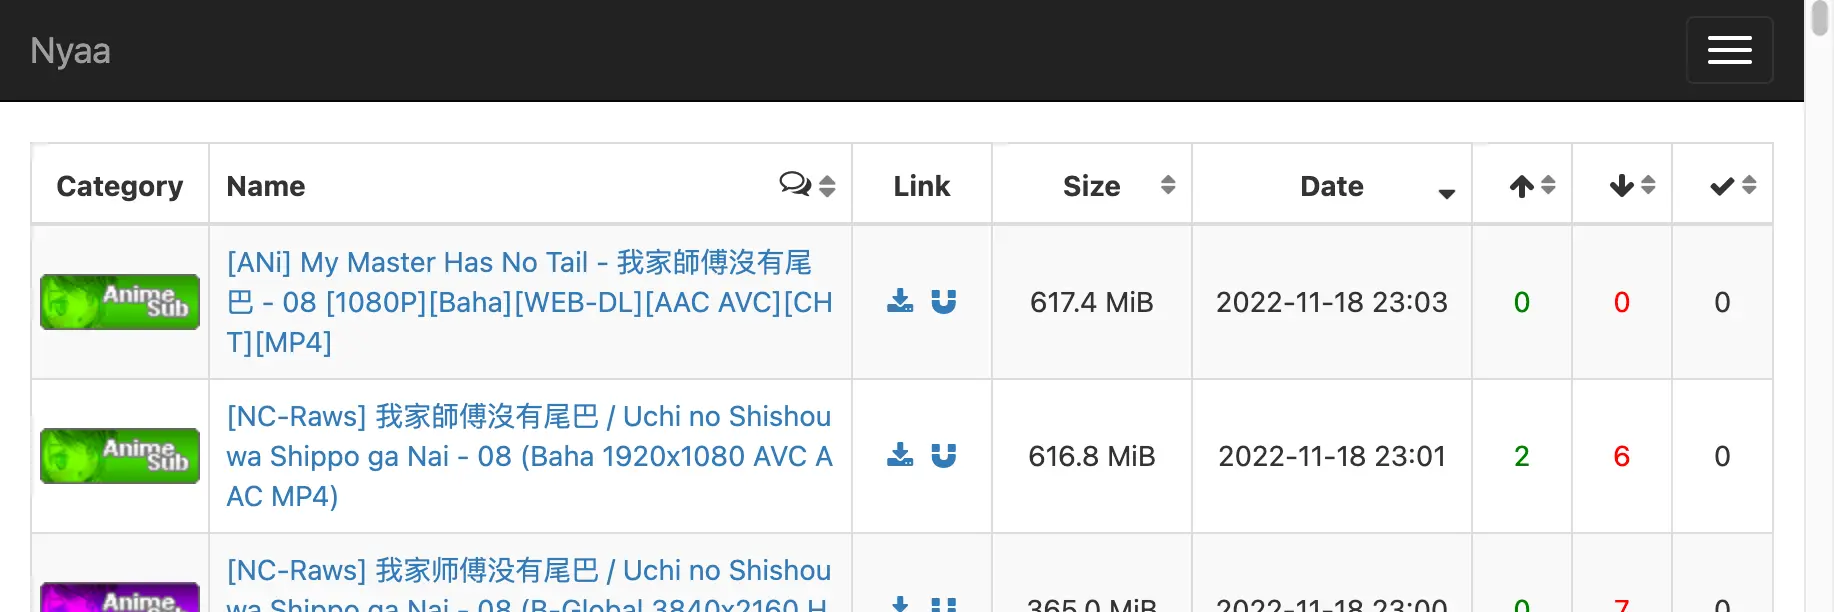 Nyaa
Category Name Link Size Date
Anime Sub
[ANi] My Master Has No Tail - 我家師傅沒有尾
巴 - 08 [1080P][Baha][WEB-DL][AAC AVC][CH
T][MP4]
617.4 MiB 2022-11-18 23:03 0 0 0
Anime Sub
[NC-Raws] 我家師傅沒有尾巴 / Uchi no Shishou
wa Shippo ga Nai - 08 (Baha 1920x1080 AVC A
AC MP4)
616.8 MiB 2022-11-18 23:01 2 6 0
Anime
[NC-Raws] 我家师傅没有尾巴 / Uchi no Shishou
wa Shippo ga Nai - 08 (B-Global 3840x2160 H
365.0 MiB 2022-11-18 23:00 0 7 0